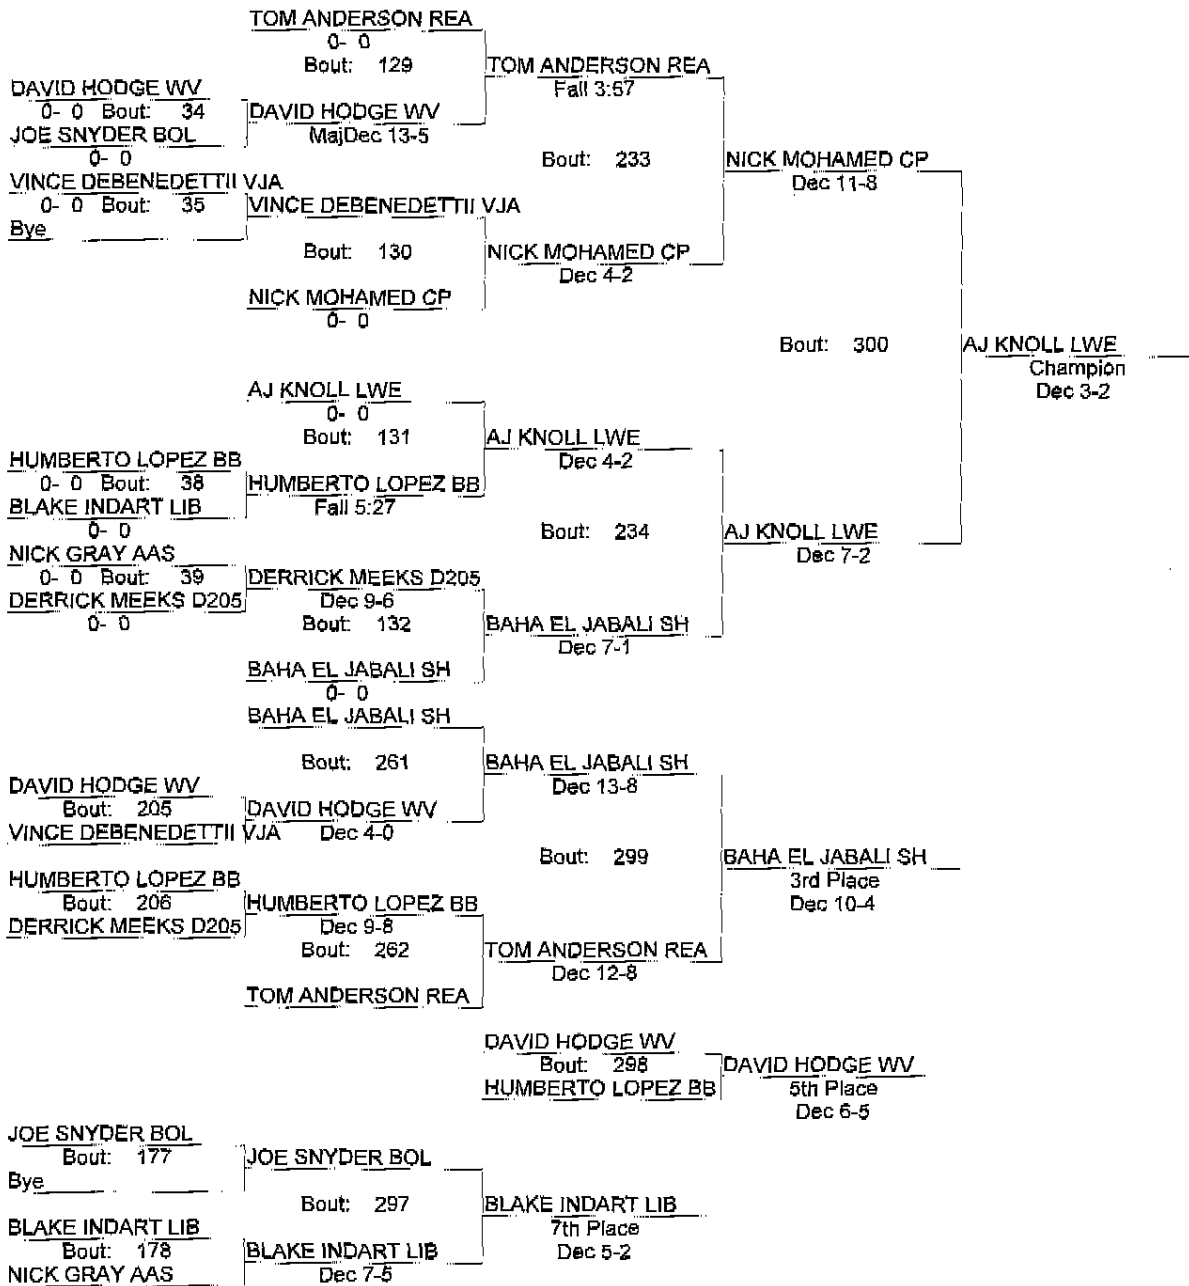 TOM ANDERSON REA
0- 0
Bout: 129
TOM ANDERSON REA
Fall 3:57
DAVID HODGE WV
0- 0 Bout: 34
DAVID HODGE WV
MajDec 13-5
JOE SNYDER BOL
0- 0
Bout: 233
NICK MOHAMED CP
Dec 11-8
VINCE DEBENEDETTII VJA
0- 0 Bout: 35
VINCE DEBENEDETTII VJA
Bye
Bout: 130
NICK MOHAMED CP
Dec 4-2
NICK MOHAMED CP
0- 0
Bout: 300
AJ KNOLL LWE
Champion
Dec 3-2
AJ KNOLL LWE
0- 0
Bout: 131
AJ KNOLL LWE
Dec 4-2
HUMBERTO LOPEZ BB
0- 0 Bout: 38
HUMBERTO LOPEZ BB
Fall 5:27
BLAKE INDART LIB
0- 0
Bout: 234
AJ KNOLL LWE
Dec 7-2
NICK GRAY AAS
0- 0 Bout: 39
DERRICK MEEKS D205
Dec 9-6
DERRICK MEEKS D205
0- 0
Bout: 132
BAHA EL JABALI SH
Dec 7-1
BAHA EL JABALI SH
0- 0
BAHA EL JABALI SH
Bout: 261
BAHA EL JABALI SH
Dec 13-8
DAVID HODGE WV
Bout: 205
DAVID HODGE WV
Dec 4-0
VINCE DEBENEDETTII VJA
Bout: 299
BAHA EL JABALI SH
3rd Place
Dec 10-4
HUMBERTO LOPEZ BB
Bout: 206
HUMBERTO LOPEZ BB
Dec 9-8
DERRICK MEEKS D205
Bout: 262
TOM ANDERSON REA
Dec 12-8
TOM ANDERSON REA
DAVID HODGE WV
Bout: 298
DAVID HODGE WV
5th Place
Dec 6-5
HUMBERTO LOPEZ BB
JOE SNYDER BOL
Bout: 177
JOE SNYDER BOL
Bye
Bout: 297
BLAKE INDART LIB
7th Place
Dec 5-2
BLAKE INDART LIB
Bout: 178
BLAKE INDART LIB
Dec 7-5
NICK GRAY AAS